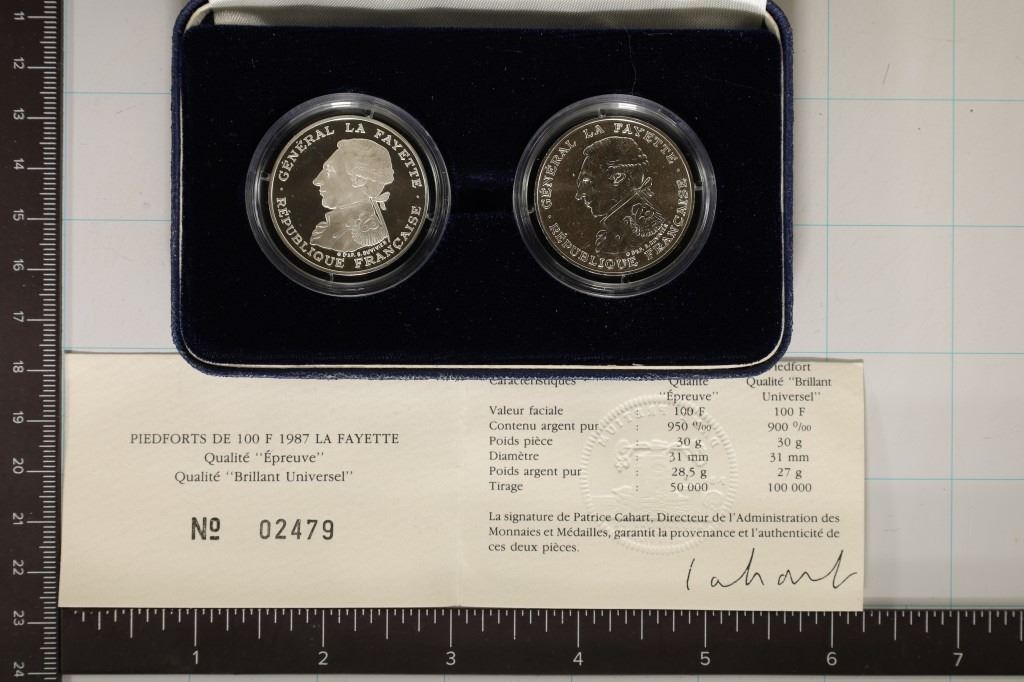 · GÉNÉRAL LA FAYETTE ·
RÉPUBLIQUE FRANÇAISE
D'AP. B. DUVIVIER
· GÉNÉRAL LA FAYETTE ·
RÉPUBLIQUE FRANÇAISE
D'AP. B. DUVIVIER
PIEDFORTS DE 100 F 1987 LA FAYETTE
Qualité "Épreuve"
Qualité "Brillant Universel"
Nº 02479
Piedfort
Caractéristiques Qualité Qualité "Brillant
"Épreuve" Universel"
Valeur faciale : 100 F 100 F
Contenu argent pur : 950 ‰ 900 ‰
Poids pièce : 30 g 30 g
Diamètre : 31 mm 31 mm
Poids argent pur : 28,5 g 27 g
Tirage : 50 000 100 000
La signature de Patrice Cahart, Directeur de l'Administration des
Monnaies et Médailles, garantit la provenance et l'authenticité de
ces deux pièces.
Cahart
11
12
13
14
15
16
17
18
19
20
21
22
23
24
1 2 3 4 5 6 7